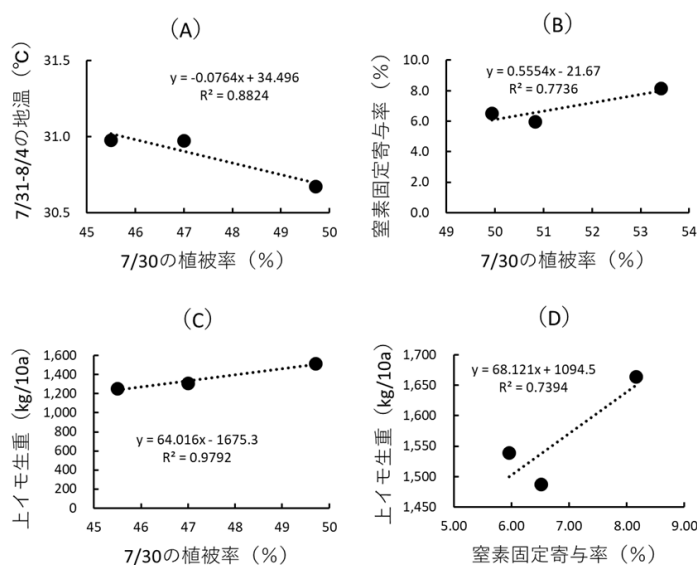 (A)
7/31-8/4の地温（℃）
31.5
31.0
30.5
y = -0.0764x + 34.496
R² = 0.8824
45
46
47
48
49
50
7/30の植被率（%）
(B)
窒素固定寄与率（%）
10.0
8.0
6.0
4.0
2.0
0.0
y = 0.5554x - 21.67
R² = 0.7736
49
50
51
52
53
54
7/30の植被率（%）
(C)
上イモ生重（kg/10a）
1,600
1,400
1,200
1,000
800
600
400
200
0
y = 64.016x - 1675.3
R² = 0.9792
45
46
47
48
49
50
7/30の植被率（%）
(D)
上イモ生重（kg/10a）
1,700
1,650
1,600
1,550
1,500
1,450
y = 68.121x + 1094.5
R² = 0.7394
5.00
6.00
7.00
8.00
9.00
窒素固定寄与率（%）